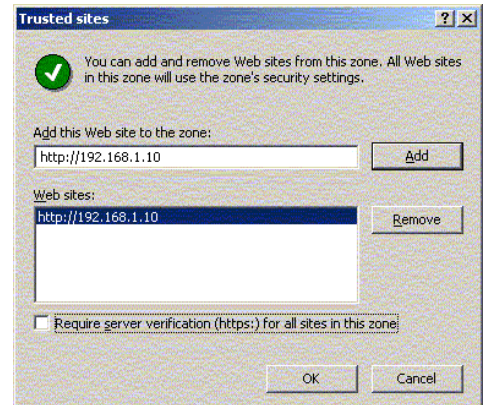 Trusted sites
You can add and remove Web sites from this zone. All Web sites
in this zone will use the zone's security settings.
Add this Web site to the zone:
http://192.168.1.10
Add
Web sites:
http://192.168.1.10
Remove
Require server verification (https:) for all sites in this zone
OK
Cancel